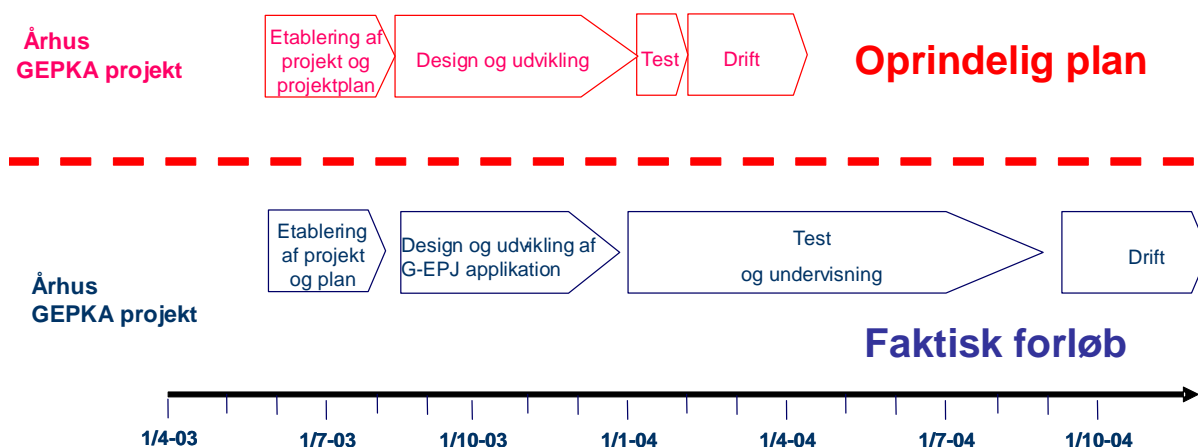 Århus
GEPKA projekt
Etablering af
projekt og
projektplan
Design og udvikling
Test
Drift
Oprindelig plan
Århus
GEPKA projekt
Etablering
af projekt
og plan
Design og udvikling af
G-EPJ applikation
Test
og undervisning
Drift
Faktisk forløb
1/4-03
1/7-03
1/10-03
1/1-04
1/4-04
1/7-04
1/10-04